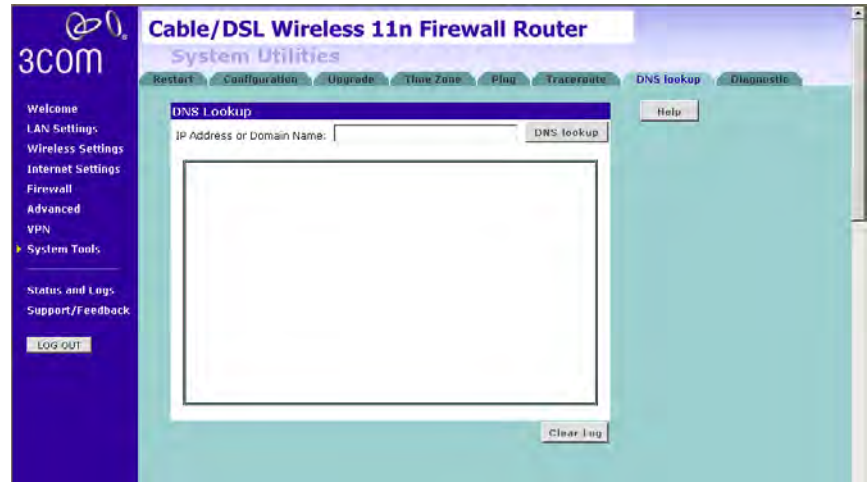 3COM
Cable/DSL Wireless 11n Firewall Router
System Utilities
Restart Configuration Upgrade Time Zone Ping Traceroute DNS lookup Diagnostic
Welcome
LAN Settings
Wireless Settings
Internet Settings
Firewall
Advanced
VPN
System Tools
Status and Logs
Support/Feedback
LOG OUT
DNS Lookup
IP Address or Domain Name:
DNS lookup
Help
Clear Log